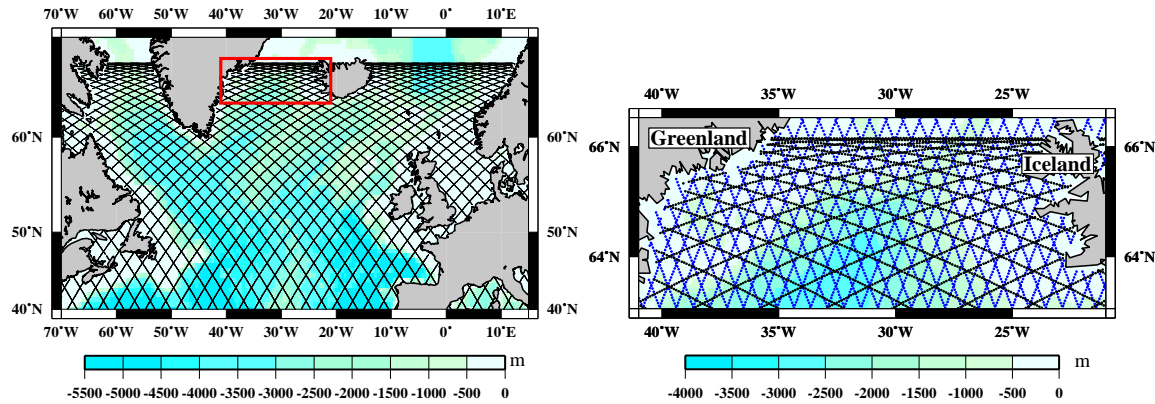 70˚W 60˚W 50˚W 40˚W 30˚W 20˚W 10˚W 0˚ 10˚E
60˚N 60˚N
50˚N 50˚N
40˚N 40˚N
70˚W 60˚W 50˚W 40˚W 30˚W 20˚W 10˚W 0˚ 10˚E
m
-5500 -5000 -4500 -4000 -3500 -3000 -2500 -2000 -1500 -1000 -500 0
40˚W 35˚W 30˚W 25˚W
Greenland
66˚N 66˚N
Iceland
64˚N 64˚N
40˚W 35˚W 30˚W 25˚W
m
-4000 -3500 -3000 -2500 -2000 -1500 -1000 -500 0